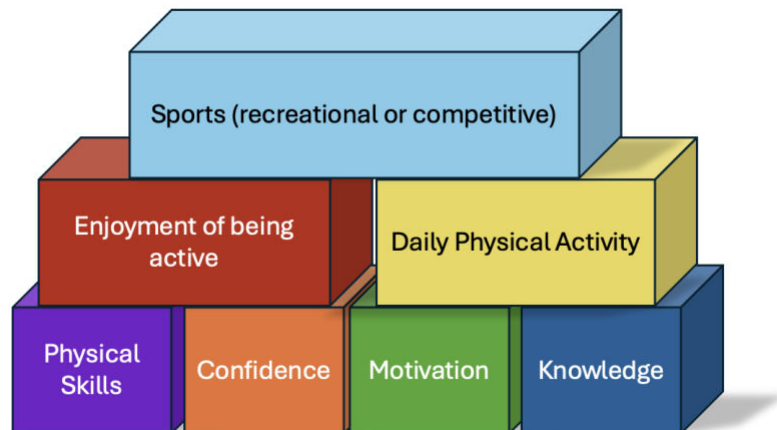 Sports (recreational or competitive)
Enjoyment of being
active
Daily Physical Activity
Physical
Skills
Confidence
Motivation
Knowledge